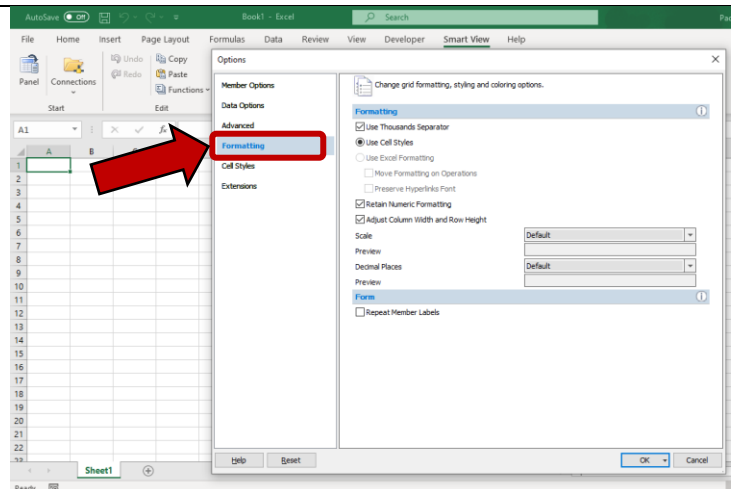 AutoSave Off Book1 - Excel Search Pac
File Home Insert Page Layout Formulas Data Review View Developer Smart View Help
Panel Connections Undo Redo Copy Paste Functions
Start Edit
Options
Member Options
Data Options
Advanced
Formatting
Cell Styles
Extensions
Change grid formatting, styling and coloring options.
Formatting
Use Thousands Separator
Use Cell Styles
Use Excel Formatting
Move Formatting on Operations
Preserve Hyperlinks Font
Retain Numeric Formatting
Adjust Column Width and Row Height
Scale Default
Preview
Decimal Places Default
Preview
Form
Repeat Member Labels
Help Reset OK Cancel
A1 fx
A B
1
2
3
4
5
6
7
8
9
10
11
12
13
14
15
16
17
18
19
20
21
22
23
Sheet1
Ready